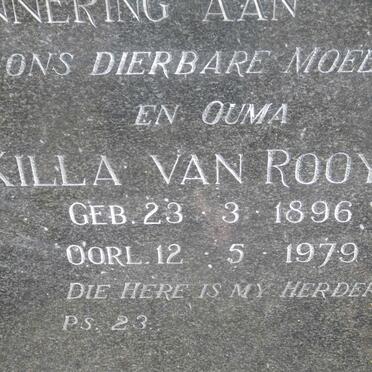 NNERING AAN
ONS DIERBARE MOED
EN OUMA
KILLA VAN ROOY
GEB. 23 · 3 · 1896
OORL. 12 · 5 · 1979
DIE HERE IS MY HERDER
PS. 23.